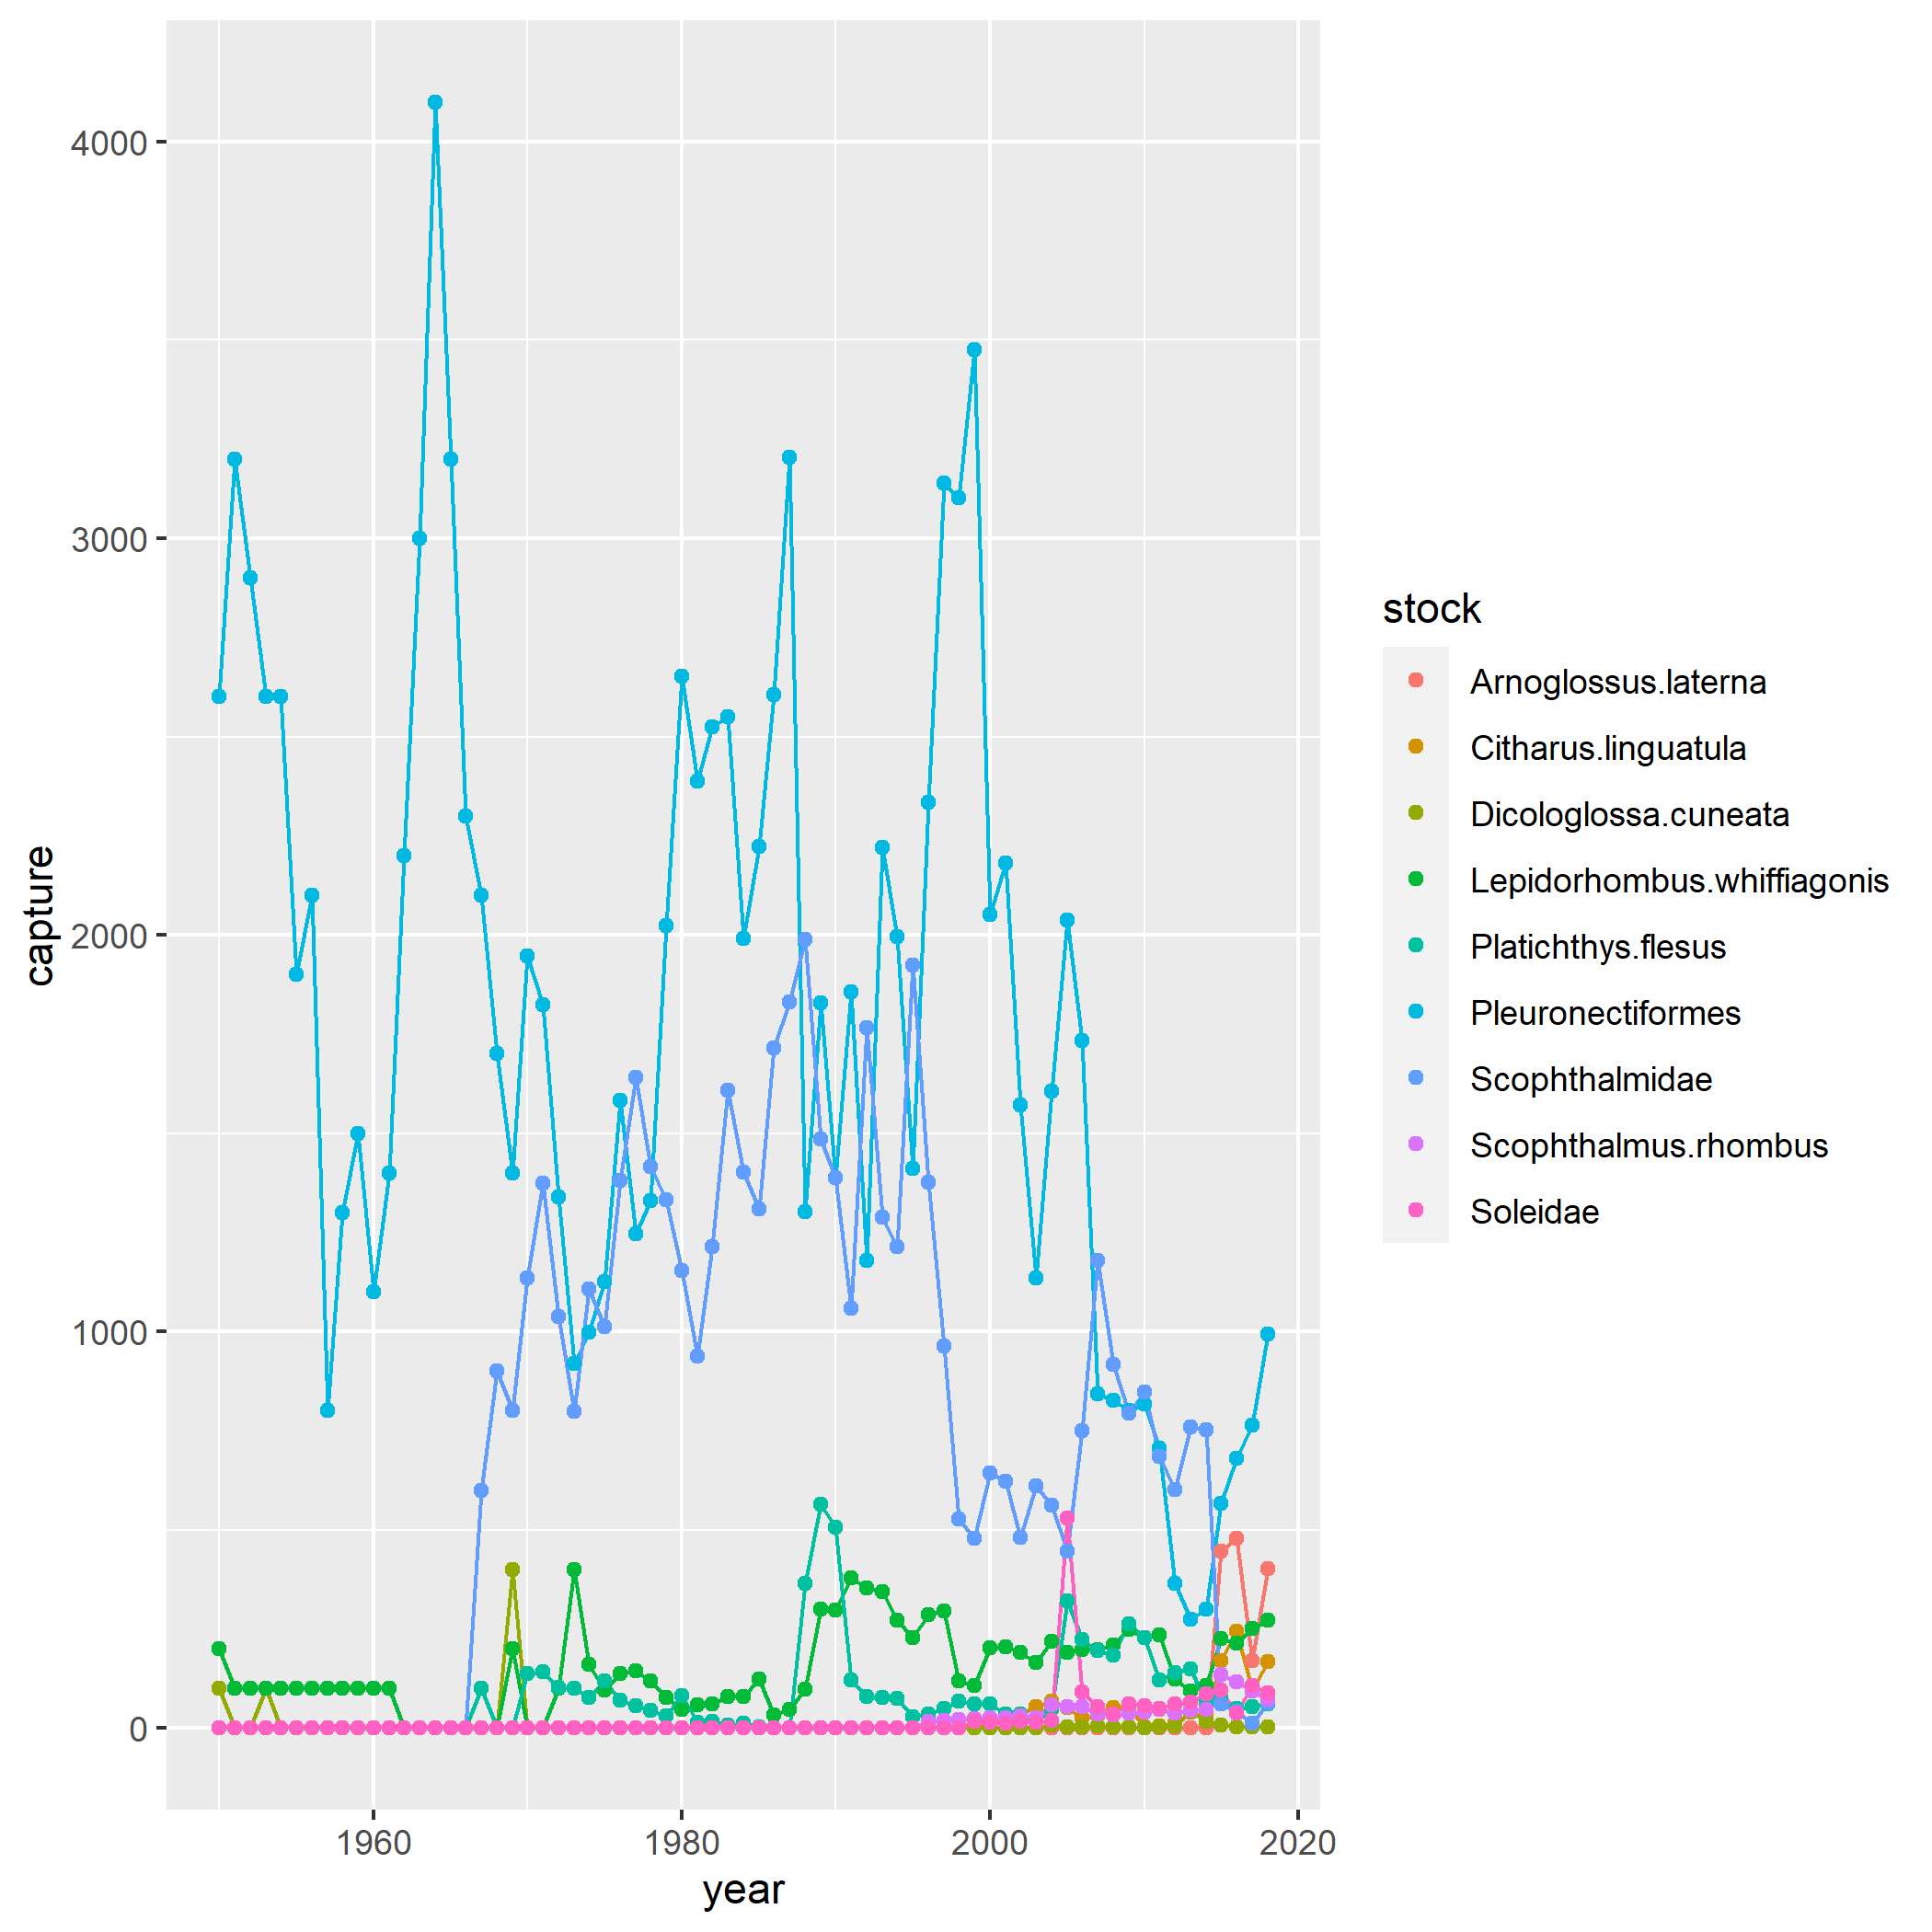 4000
3000
2000
1000
0
capture
1960
1980
2000
2020
year
stock
Arnoglossus.laterna
Citharus.linguatula
Dicologlossa.cuneata
Lepidorhombus.whiffiagonis
Platichthys.flesus
Pleuronectiformes
Scophthalmidae
Scophthalmus.rhombus
Soleidae